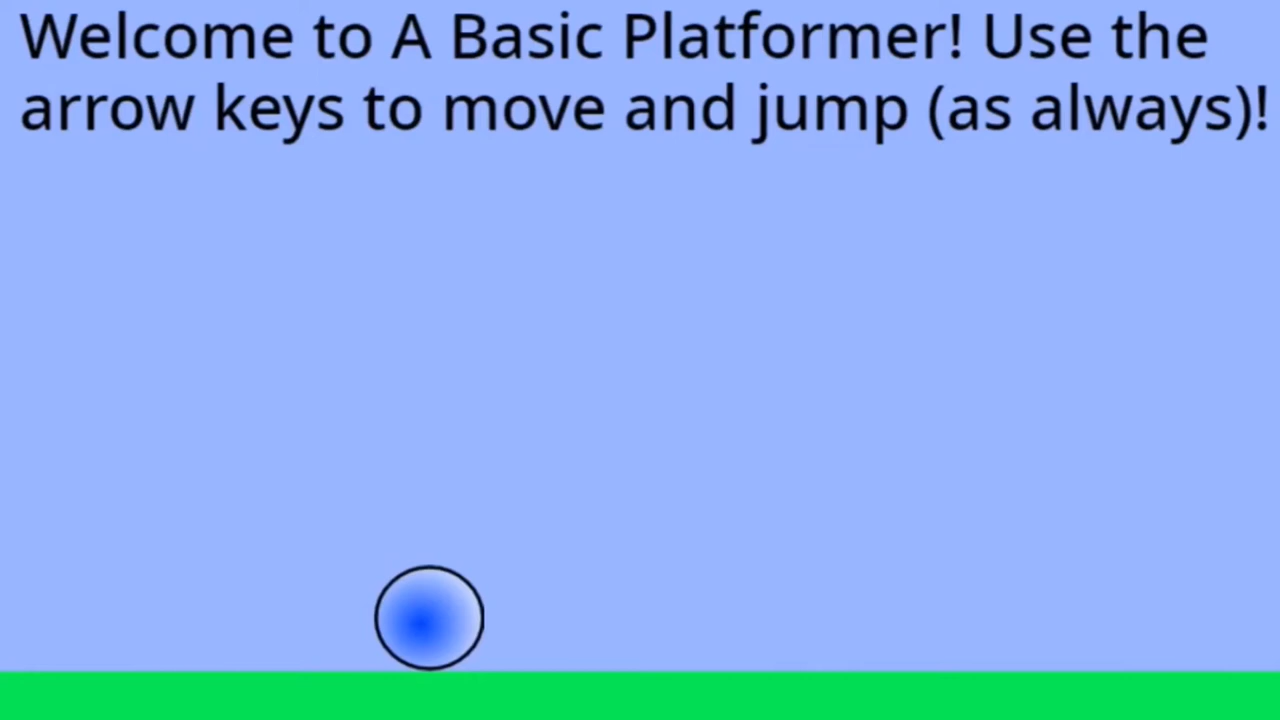 Welcome to A Basic Platformer! Use the
arrow keys to move and jump (as always)!